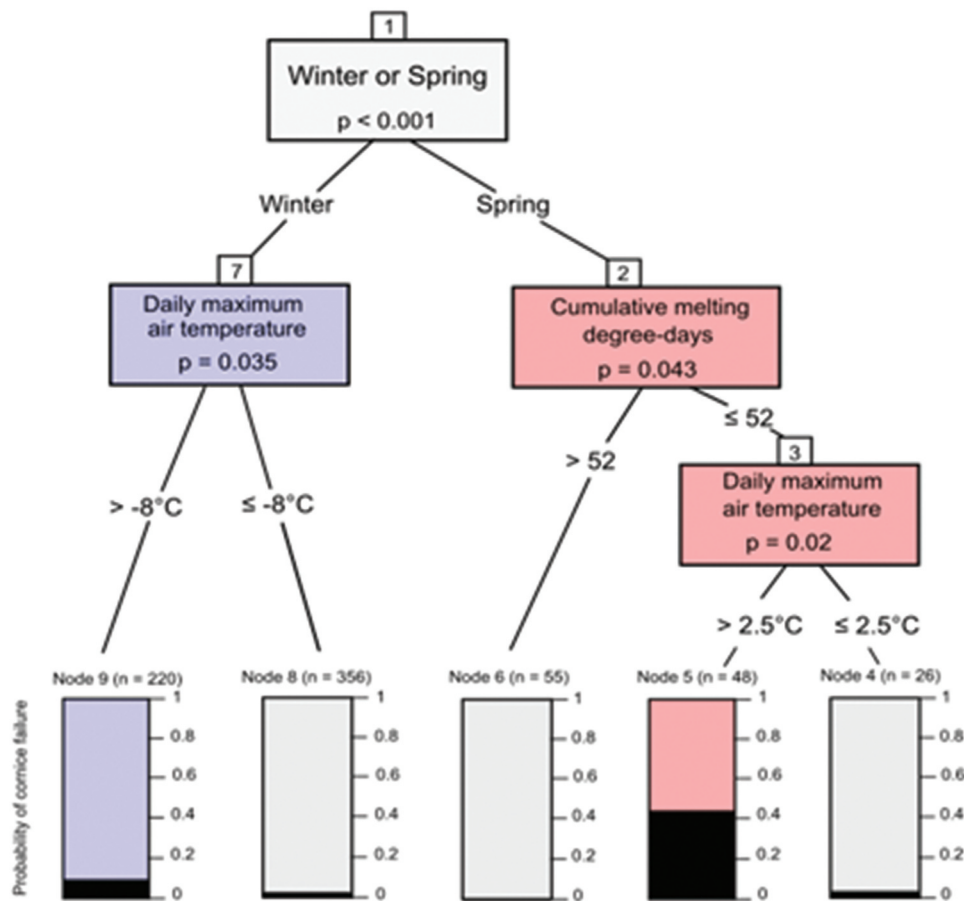 1
Winter or Spring
p < 0.001
Winter
Spring
7
Daily maximum
air temperature
p = 0.035
2
Cumulative melting
degree-days
p = 0.043
≤ 52
> 52
3
Daily maximum
air temperature
p = 0.02
> -8°C
≤ -8°C
> 2.5°C
≤ 2.5°C
Probability of cornice failure
Node 9 (n = 220)
1
0.8
0.6
0.4
0.2
0
Node 8 (n = 356)
1
0.8
0.6
0.4
0.2
0
Node 6 (n = 55)
1
0.8
0.6
0.4
0.2
0
Node 5 (n = 48)
1
0.8
0.6
0.4
0.2
0
Node 4 (n = 26)
1
0.8
0.6
0.4
0.2
0